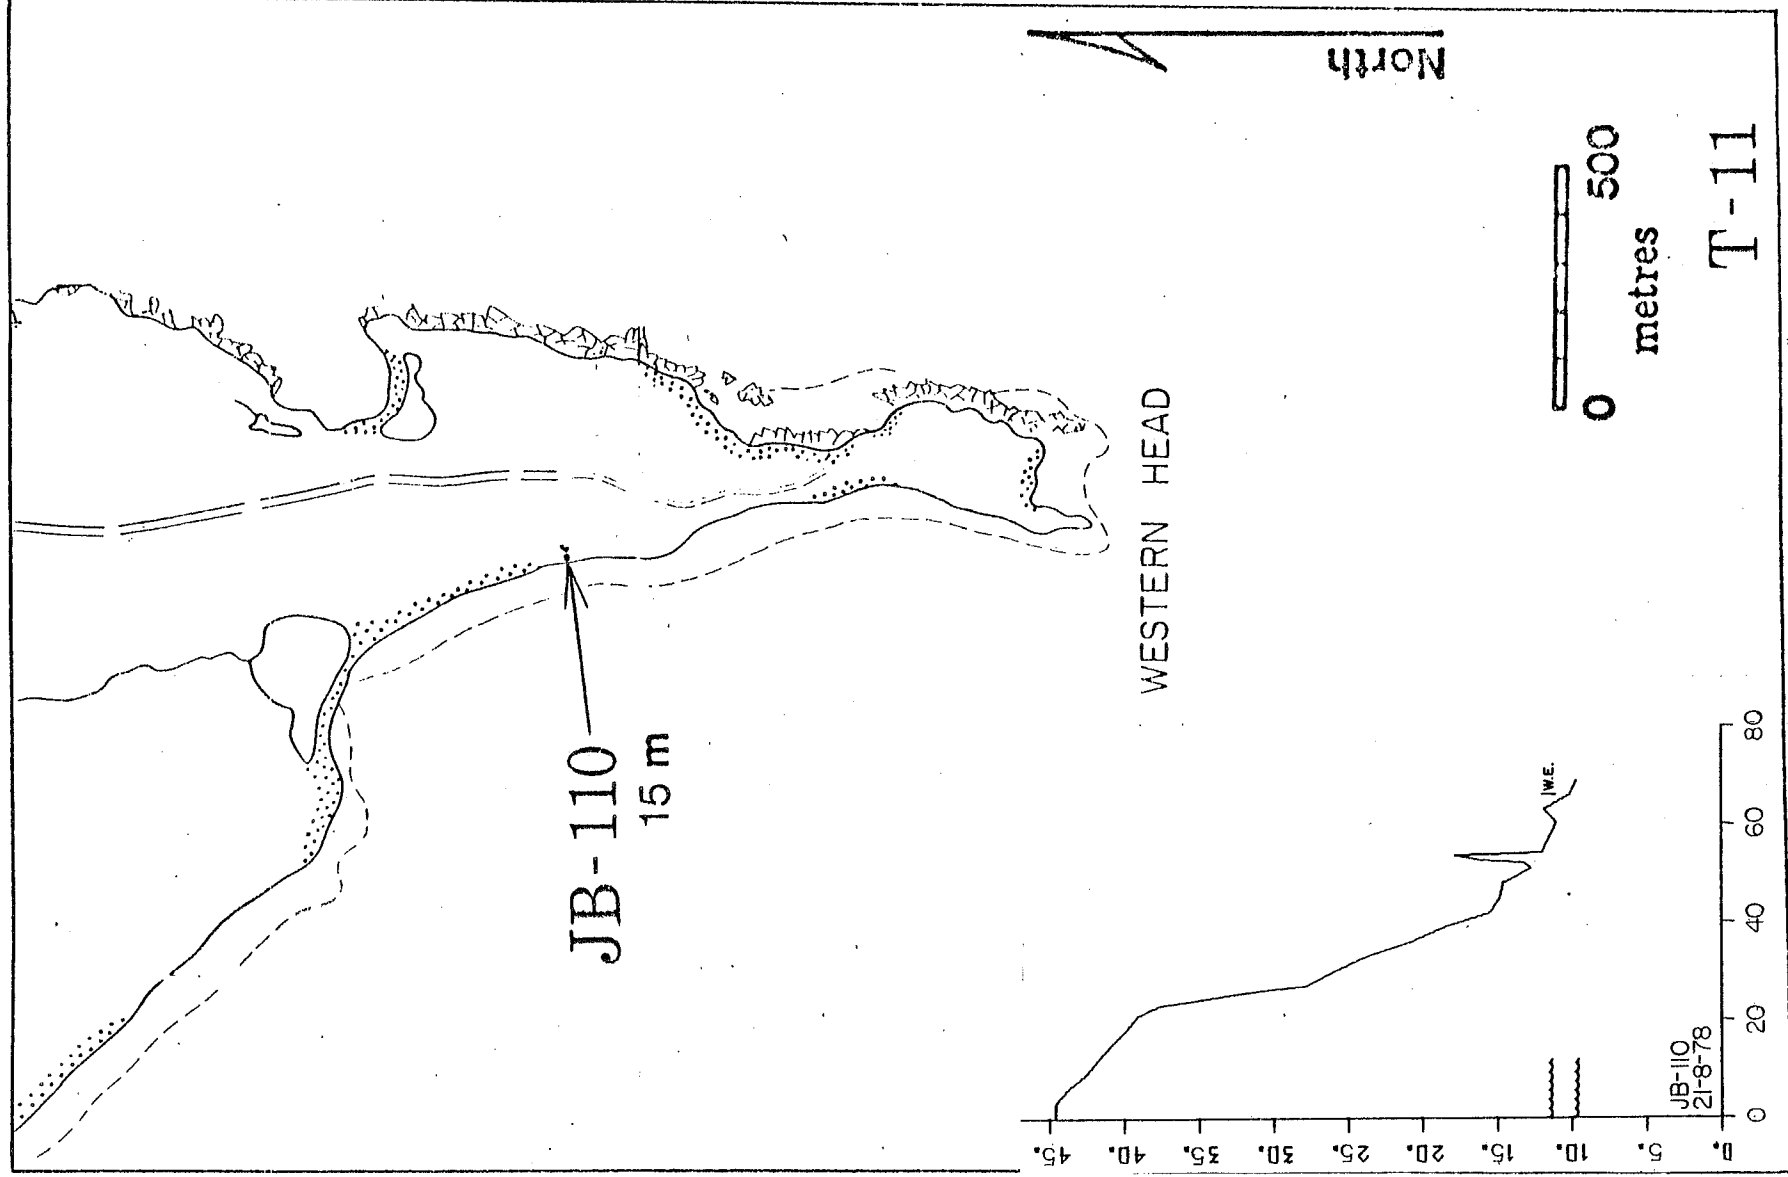 North
0 500
metres
T-11
WESTERN HEAD
JB-110
15 m
W.E.
JB-110
21-8-78
45.
40.
35.
30.
25.
20.
15.
10.
5.
0.
0 20 40 60 80